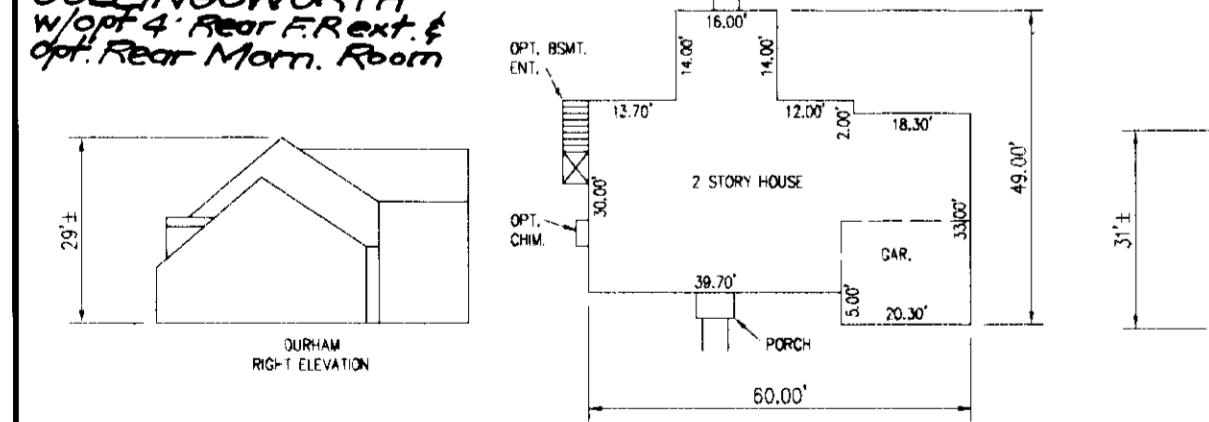 w/opt 4' Rear F.R ext. &
opt. Rear Morn. Room
16.00'
OPT. BSMT.
ENT.
14.00'
14.00'
13.70'
12.00'
2.00'
18.30'
29'±
2 STORY HOUSE
30.00'
49.00'
31'±
OPT.
CHIM.
33.00'
GAR.
39.70'
5.00'
20.30'
PORCH
DURHAM
RIGHT ELEVATION
60.00'